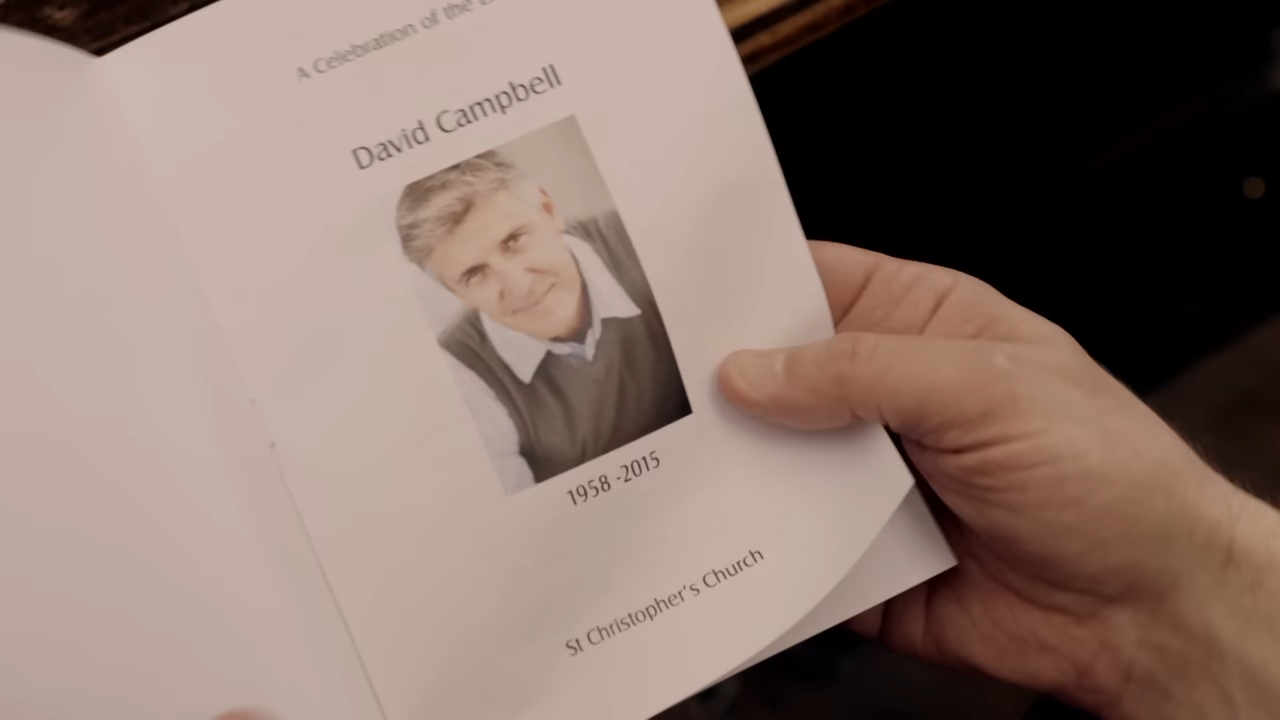 A Celebration of the
David Campbell
1958 -2015
St Christopher's Church